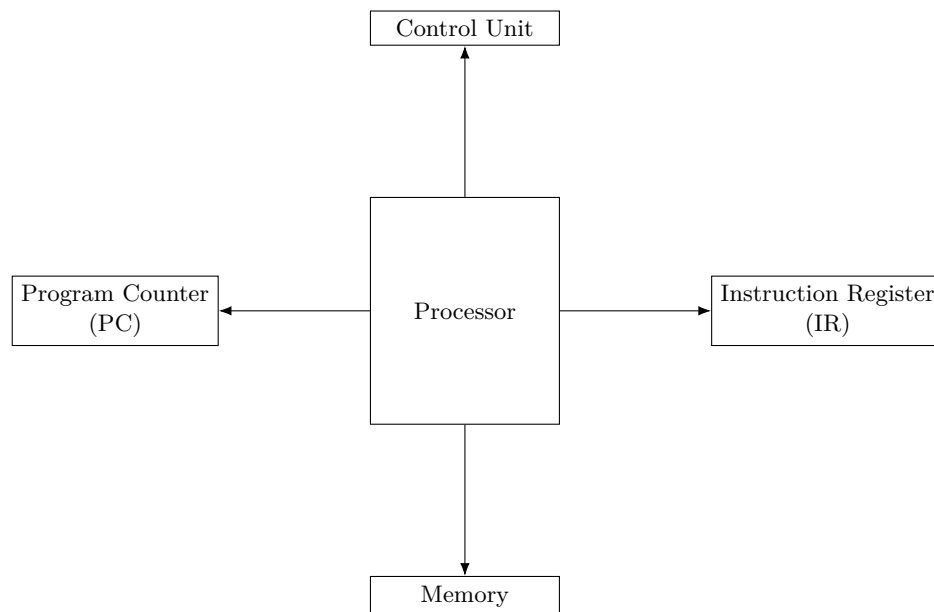 Control Unit
Program Counter
(PC)
Processor
Instruction Register
(IR)
Memory